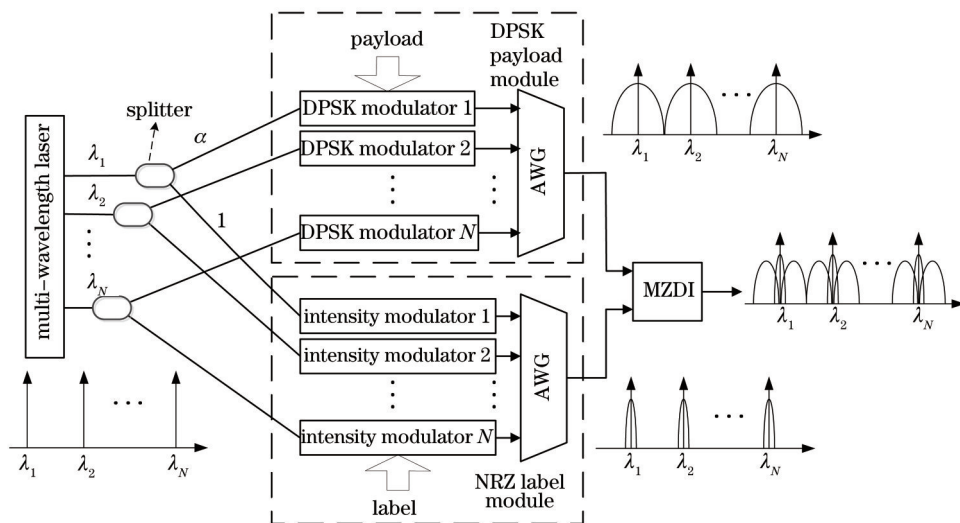 multi-wavelength laser
λ1
λ2
⋮
λN
splitter
α
1
payload
DPSK
payload
module
DPSK modulator 1
DPSK modulator 2
⋮ ⋮
DPSK modulator N
AWG
intensity modulator 1
intensity modulator 2
⋮ ⋮
intensity modulator N
AWG
label
NRZ label
module
MZDI
λ1 λ2 ··· λN
λ1 λ2 ··· λN
λ1 λ2 ··· λN
λ1 λ2 ··· λN